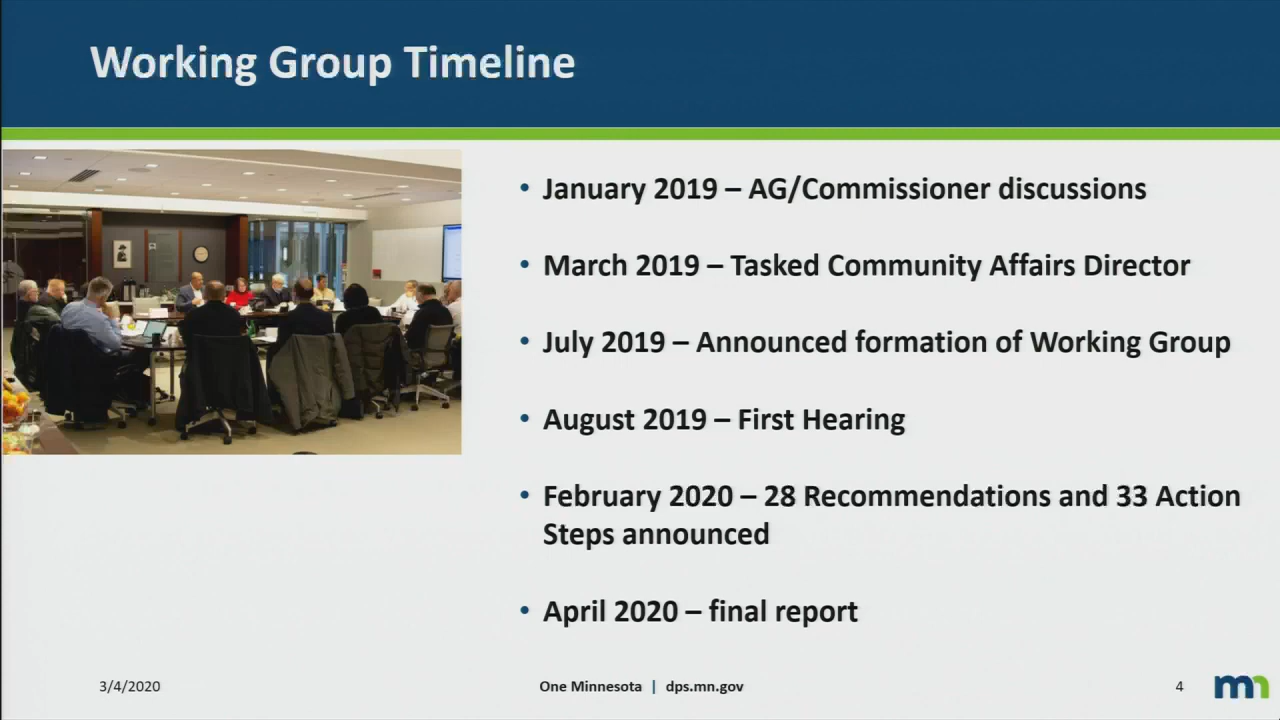 Working Group Timeline
• January 2019 – AG/Commissioner discussions
• March 2019 – Tasked Community Affairs Director
• July 2019 – Announced formation of Working Group
• August 2019 – First Hearing
• February 2020 – 28 Recommendations and 33 Action
Steps announced
• April 2020 – final report
3/4/2020
One Minnesota | dps.mn.gov
4
mn